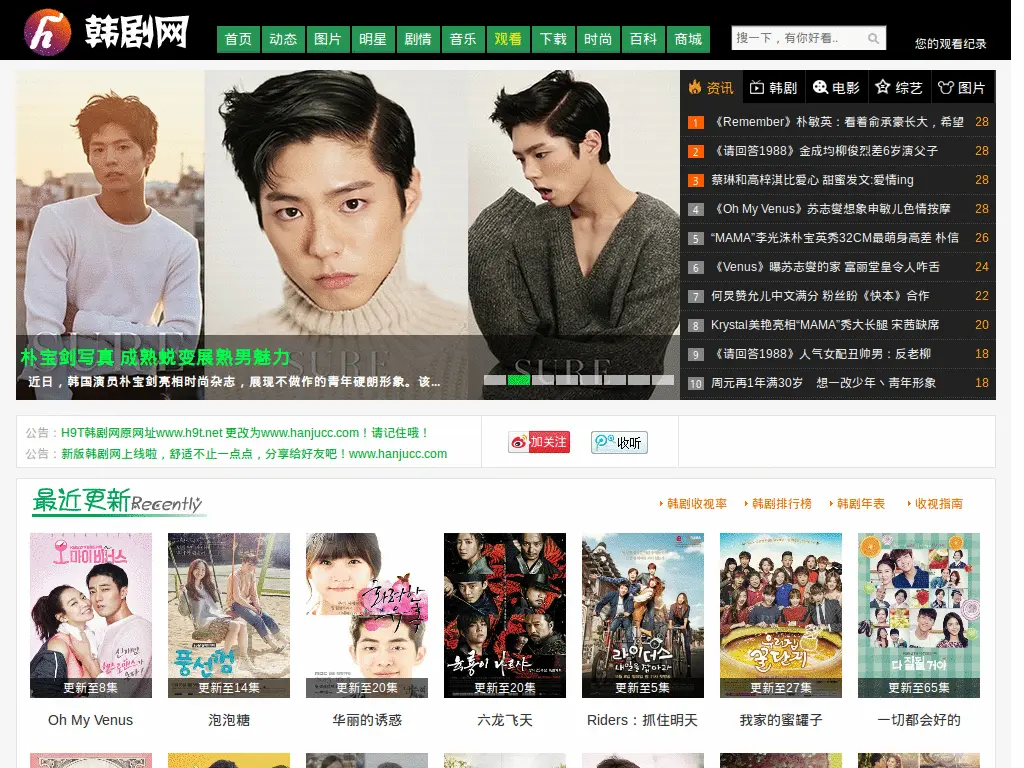 韩剧网
首页 动态 图片 明星 剧情 音乐 观看 下载 时尚 百科 商城
搜一下，有你好看..
您的观看纪录
SURE
SURE
SURE
朴宝剑写真 成熟蜕变展熟男魅力
近日，韩国演员朴宝剑亮相时尚杂志，展现不做作的青年硬朗形象。该...
资讯 韩剧 电影 综艺 图片
1 《Remember》朴敏英：看着俞承豪长大，希望 28
2 《请回答1988》金成均柳俊烈差6岁演父子 28
3 蔡琳和高梓淇比爱心 甜蜜发文:爱情ing 28
4 《Oh My Venus》苏志燮想象申敏儿色情按摩 28
5 “MAMA”李光洙朴宝英秀32CM最萌身高差 朴信 26
6 《Venus》曝苏志燮的家 富丽堂皇令人咋舌 24
7 何炅赞允儿中文满分 粉丝盼《快本》合作 22
8 Krystal美艳亮相“MAMA”秀大长腿 宋茜缺席 20
9 《请回答1988》人气女配丑帅男：反老柳 18
10 周元再1年满30岁 想一改少年丶青年形象 18
公告：H9T韩剧网原网址www.h9t.net 更改为www.hanjucc.com！请记住哦！
公告：新版韩剧网上线啦，舒适不止一点点，分享给好友吧！www.hanjucc.com
加关注
收听
最近更新Recently
韩剧收视率 韩剧排行榜 韩剧年表 收视指南
오 마이 비너스
풍선껌
화려한 유혹
육룡이 나르샤
라이더스
내일을 잡아라
우리집 꿀단지
다 잘될 거야
更新至8集 更新至14集 更新至20集 更新至20集 更新至5集 更新至27集 更新至65集
Oh My Venus 泡泡糖 华丽的诱惑 六龙飞天 Riders：抓住明天 我家的蜜罐子 一切都会好的